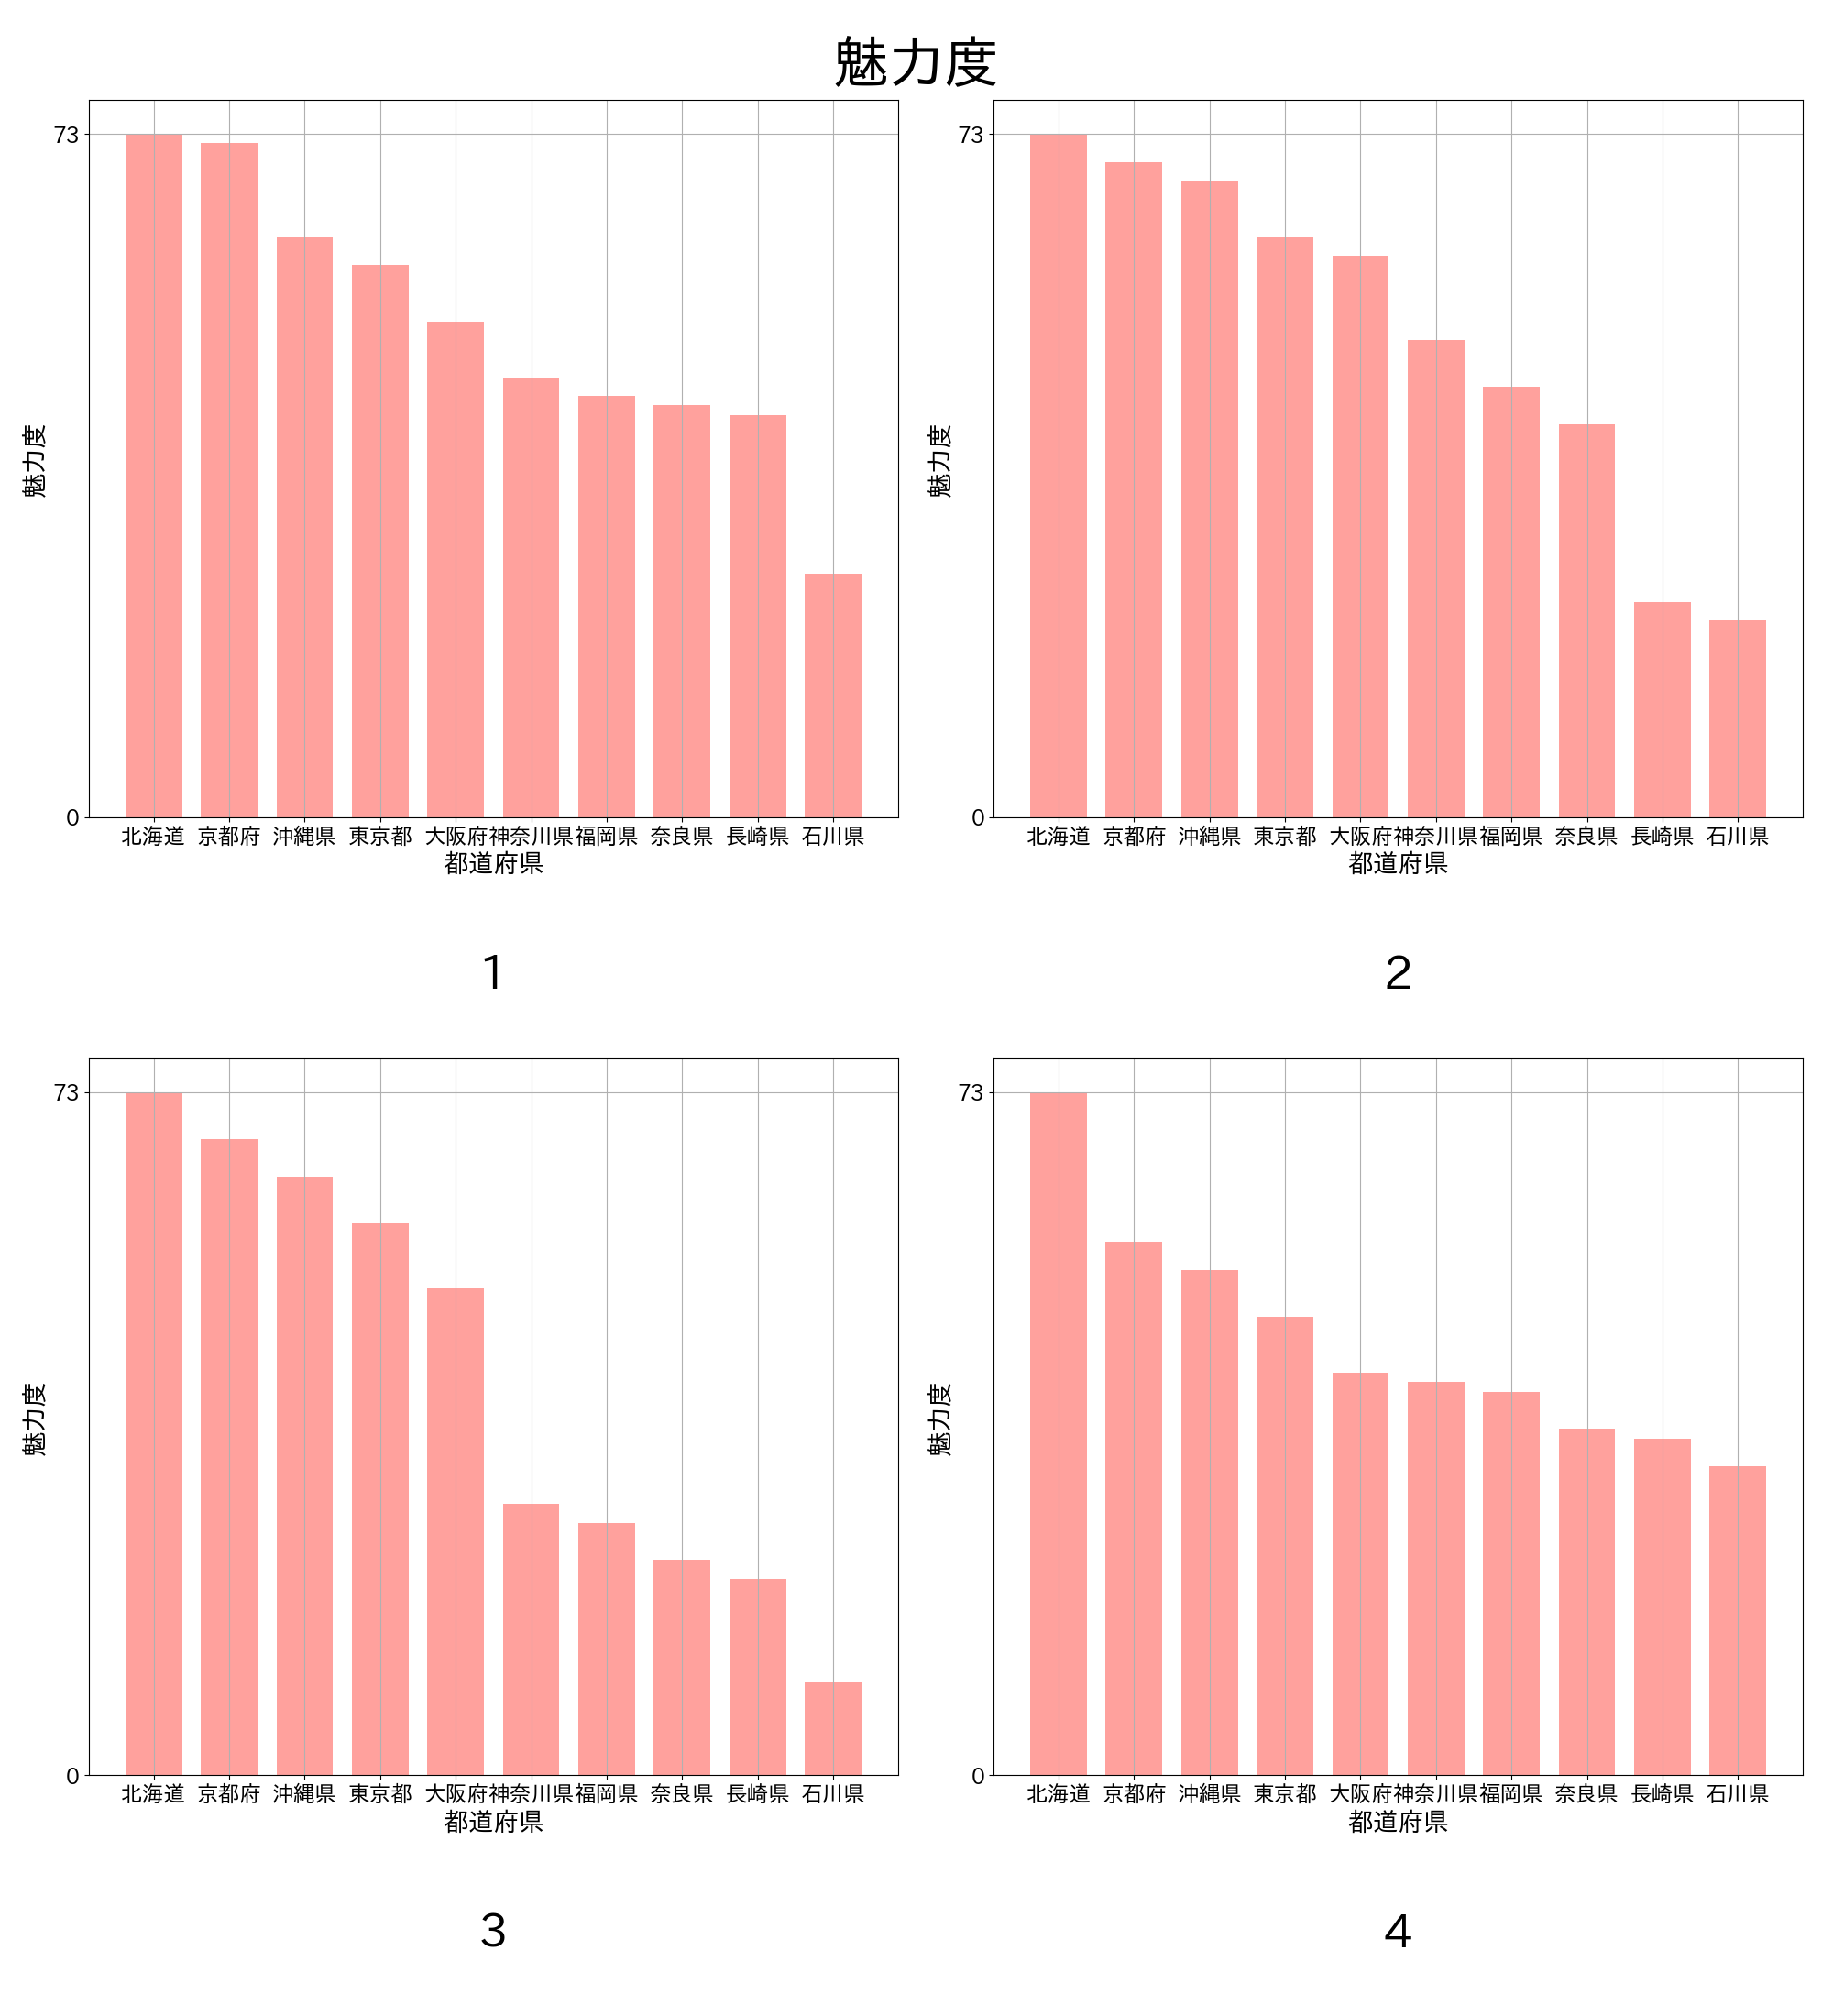 魅力度
73
魅力度
0
北海道 京都府 沖縄県 東京都 大阪府 神奈川県 福岡県 奈良県 長崎県 石川県
都道府県
1
73
魅力度
0
北海道 京都府 沖縄県 東京都 大阪府 神奈川県 福岡県 奈良県 長崎県 石川県
都道府県
2
73
魅力度
0
北海道 京都府 沖縄県 東京都 大阪府 神奈川県 福岡県 奈良県 長崎県 石川県
都道府県
3
73
魅力度
0
北海道 京都府 沖縄県 東京都 大阪府 神奈川県 福岡県 奈良県 長崎県 石川県
都道府県
4